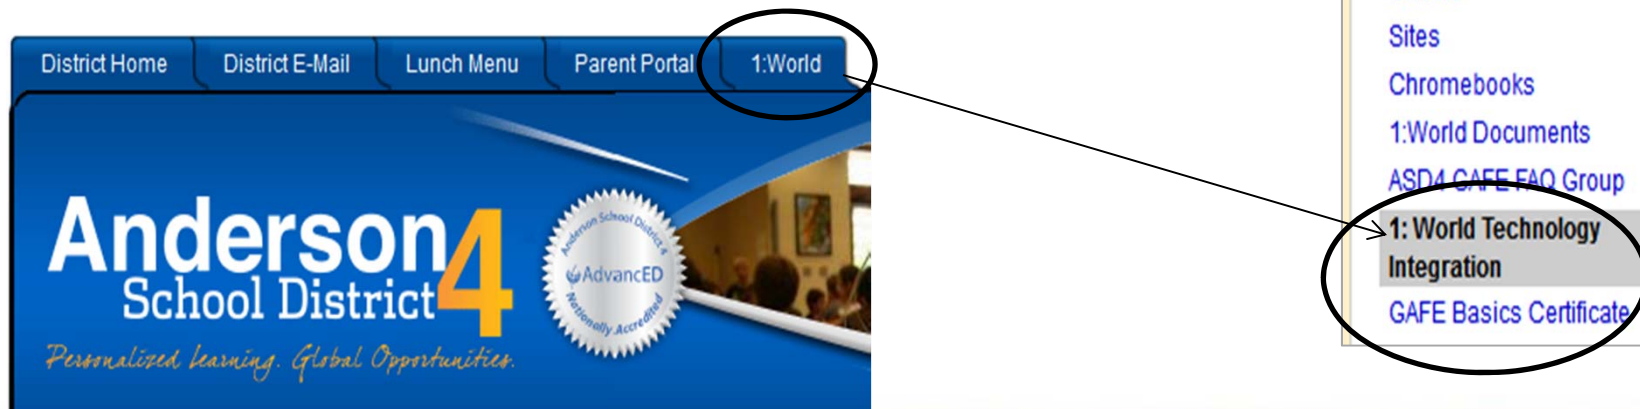 District Home
District E-Mail
Lunch Menu
Parent Portal
1:World
Anderson 4
School District
Personalized Learning. Global Opportunities.
Anderson School District 4
AdvancED
Nationally Accredited
Sites
Chromebooks
1:World Documents
ASD4 GAFE FAQ Group
1: World Technology
Integration
GAFE Basics Certificate